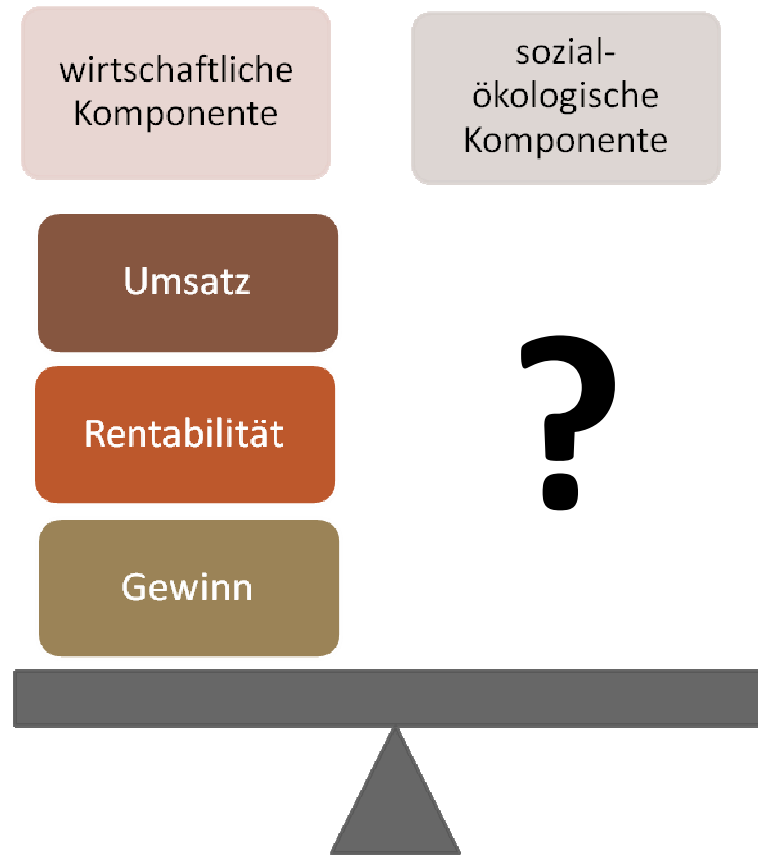 wirtschaftliche
Komponente
sozial-
ökologische
Komponente
Umsatz
Rentabilität
Gewinn
?